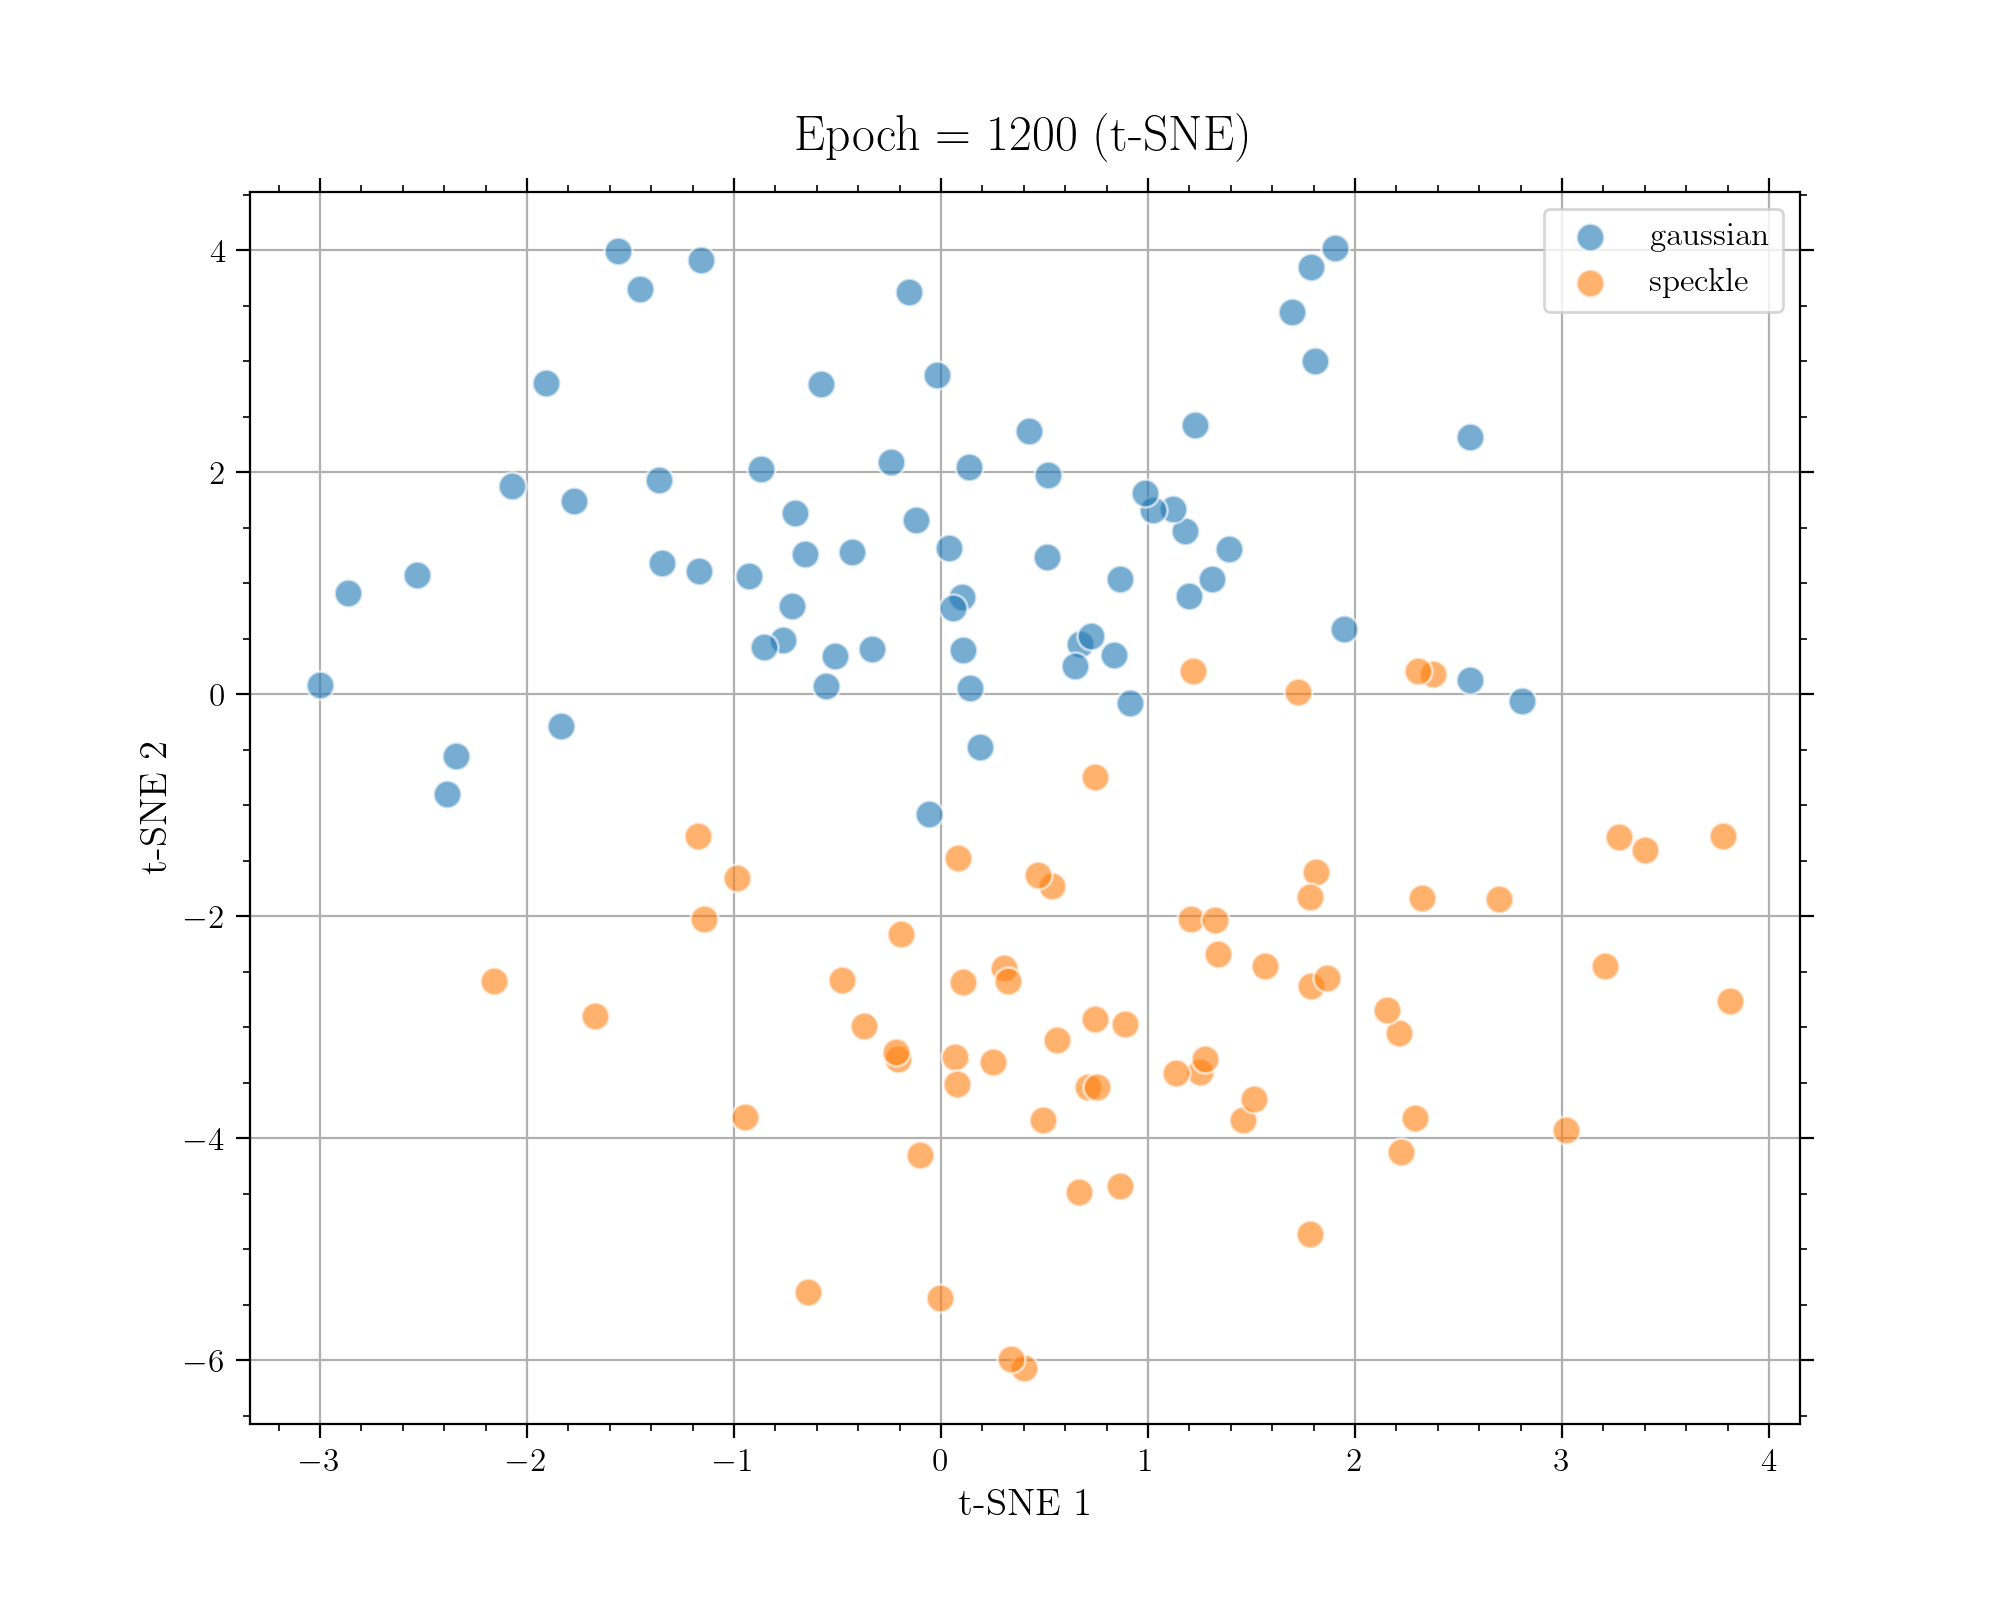 Epoch = 1200 (t-SNE)
gaussian
speckle
4
2
0
−2
−4
−6
t-SNE 2
−3 −2 −1 0 1 2 3 4
t-SNE 1